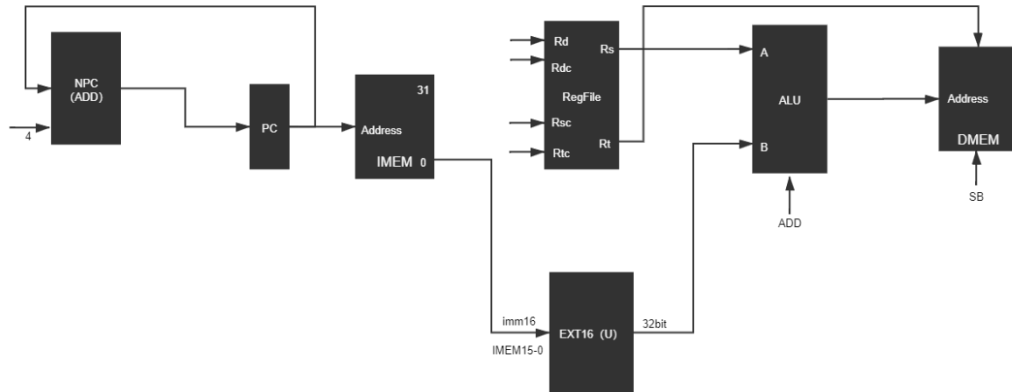 NPC
(ADD)
4
PC
31
Address
IMEM 0
Rd
Rdc
RegFile
Rsc
Rtc
Rs
Rt
A
ALU
B
ADD
Address
DMEM
SB
imm16
IMEM15-0
EXT16 (U)
32bit